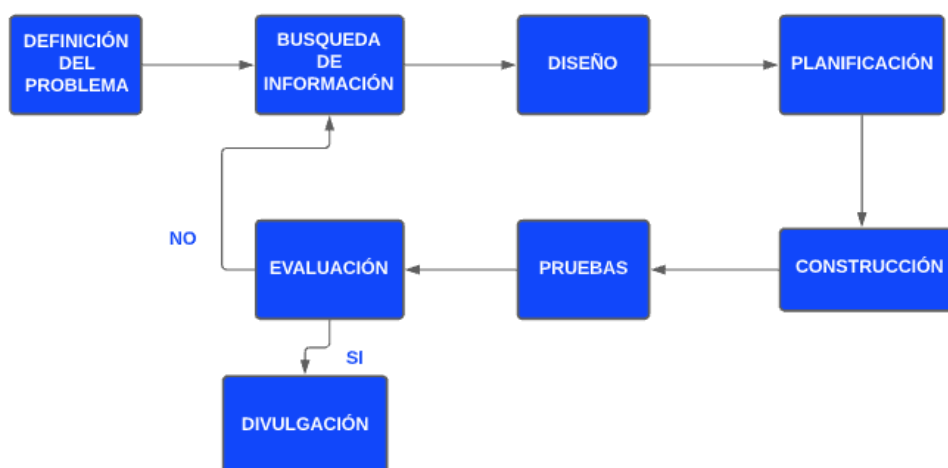 DEFINICIÓN
DEL
PROBLEMA
BUSQUEDA
DE
INFORMACIÓN
DISEÑO
PLANIFICACIÓN
NO
EVALUACIÓN
PRUEBAS
CONSTRUCCIÓN
SI
DIVULGACIÓN